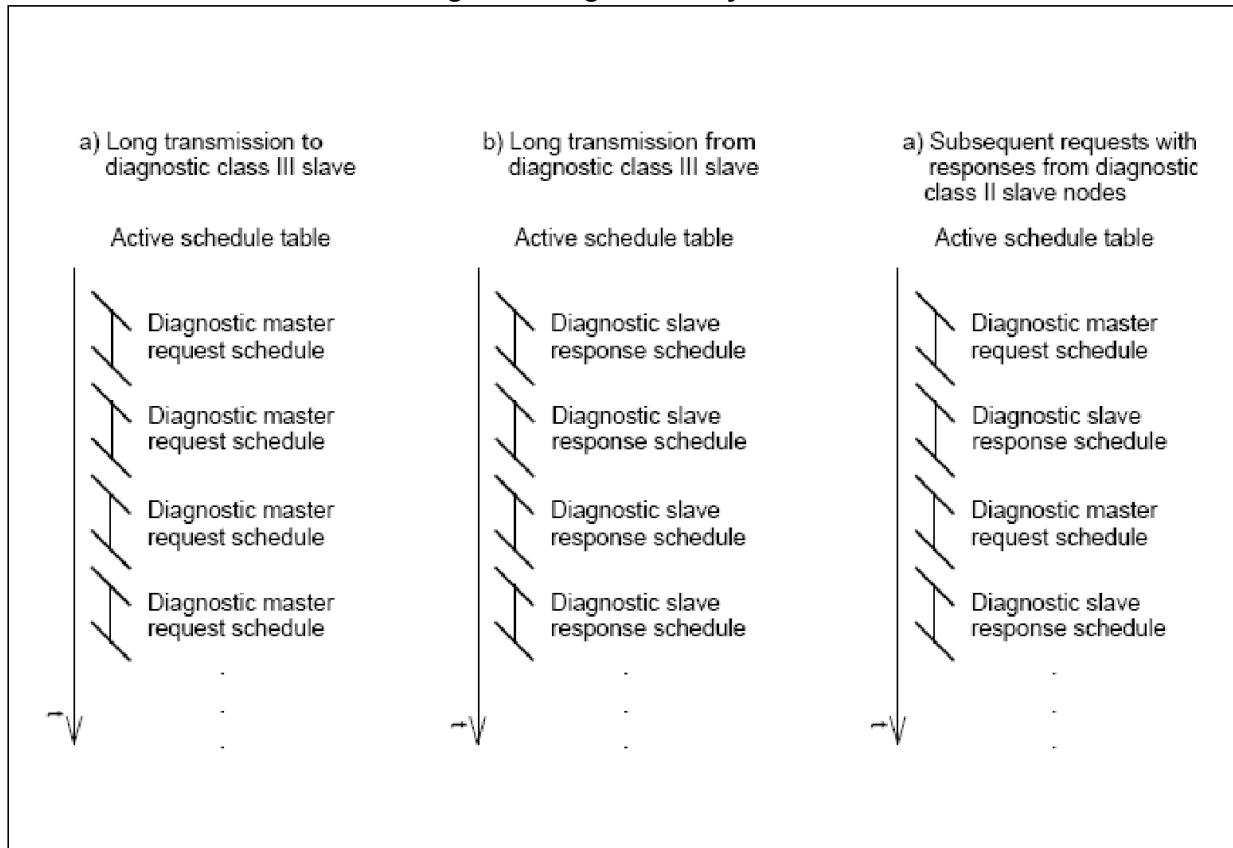 a) Long transmission to
diagnostic class III slave
Active schedule table
Diagnostic master
request schedule
Diagnostic master
request schedule
Diagnostic master
request schedule
Diagnostic master
request schedule
b) Long transmission from
diagnostic class III slave
Active schedule table
Diagnostic slave
response schedule
Diagnostic slave
response schedule
Diagnostic slave
response schedule
Diagnostic slave
response schedule
a) Subsequent requests with
responses from diagnostic
class II slave nodes
Active schedule table
Diagnostic master
request schedule
Diagnostic slave
response schedule
Diagnostic master
request schedule
Diagnostic slave
response schedule